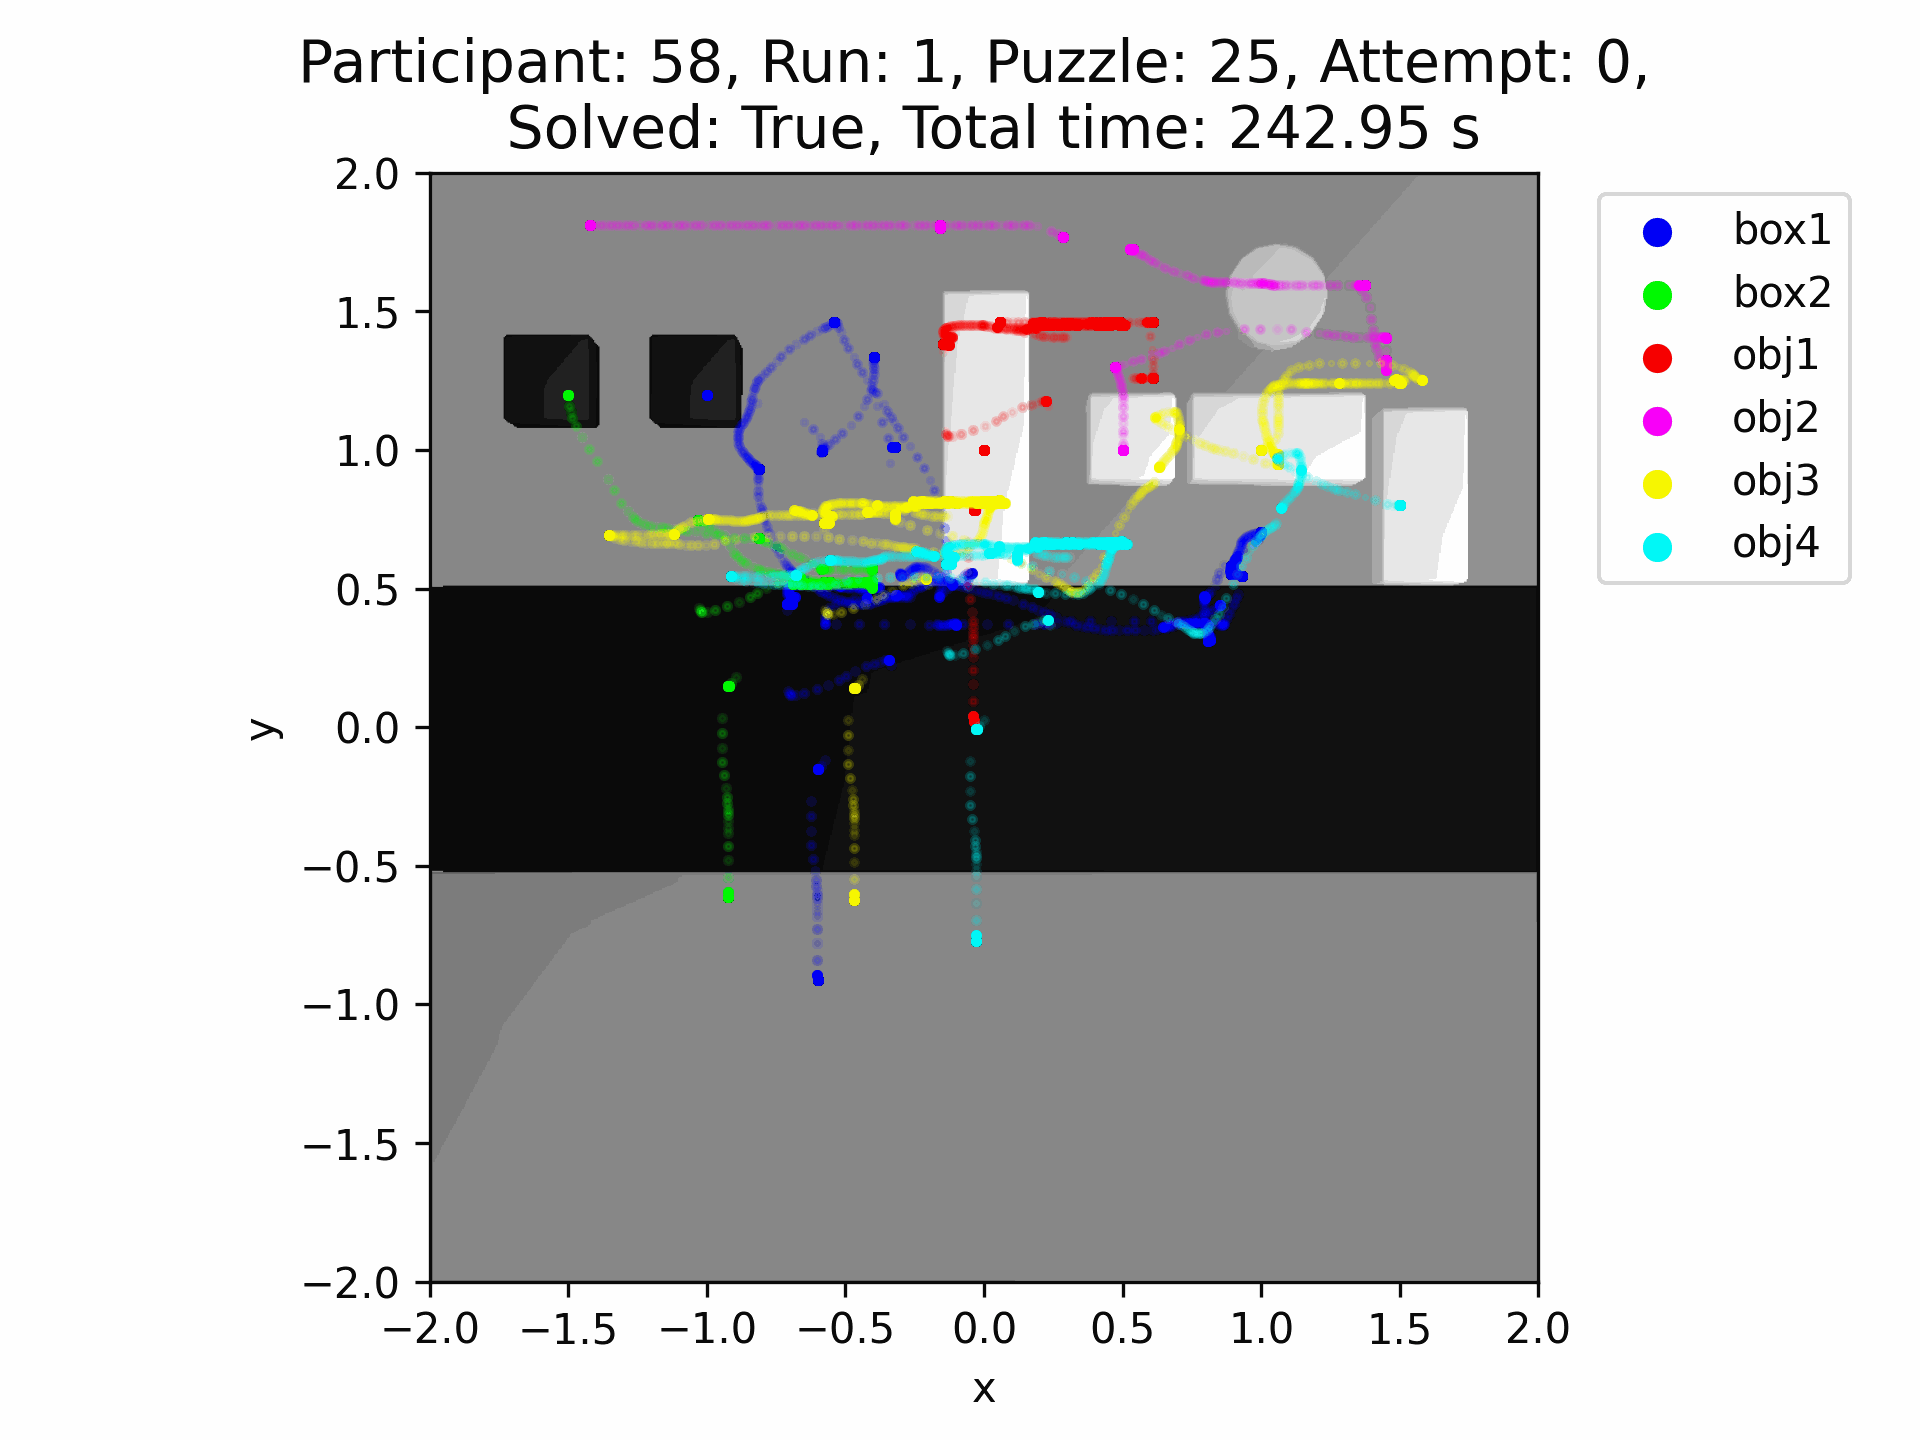 Participant: 58, Run: 1, Puzzle: 25, Attempt: 0,
Solved: True, Total time: 242.95 s
2.0
1.5
1.0
0.5
0.0
−0.5
−1.0
−1.5
−2.0
y
−2.0 −1.5 −1.0 −0.5 0.0 0.5 1.0 1.5 2.0
x
box1
box2
obj1
obj2
obj3
obj4